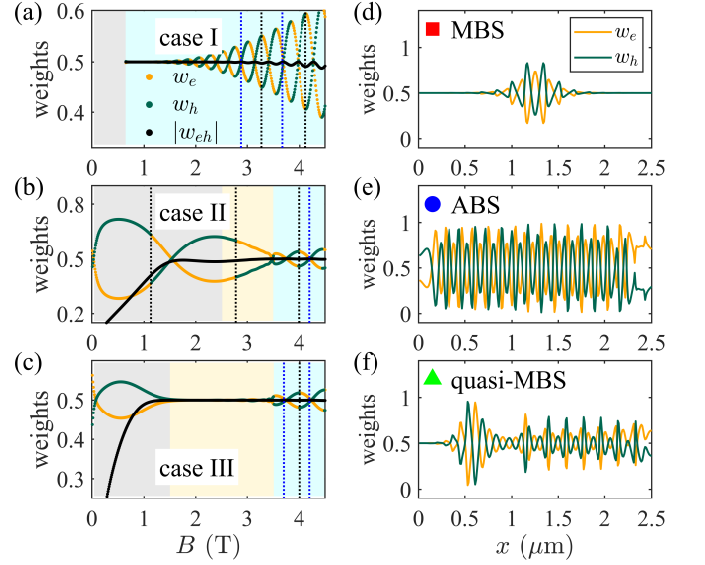 (a)
weights
0.6
0.5
0.4
case I
w_e
w_h
|w_eh|
0 1 2 3 4
(b)
weights
0.8
0.5
0.2
case II
0 1 2 3 4
(c)
weights
0.5
0.4
0.3
case III
0 1 2 3 4
B (T)
(d)
weights
1
0.5
0
MBS
w_e
w_h
0 0.5 1 1.5 2 2.5
(e)
weights
1
0.5
0
ABS
0 0.5 1 1.5 2 2.5
(f)
weights
1
0.5
0
quasi-MBS
0 0.5 1 1.5 2 2.5
x (μm)